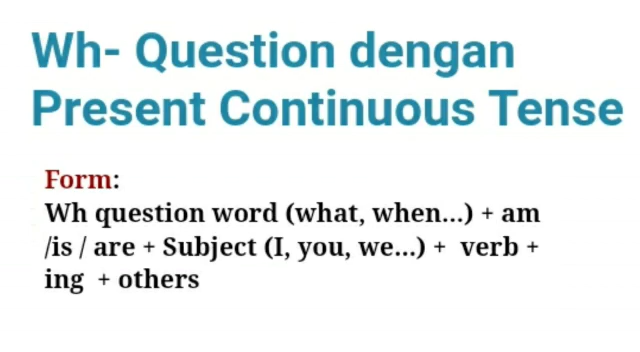 Wh- Question dengan
Present Continuous Tense
Form:
Wh question word (what, when...) + am
/is / are + Subject (I, you, we...) + verb +
ing + others